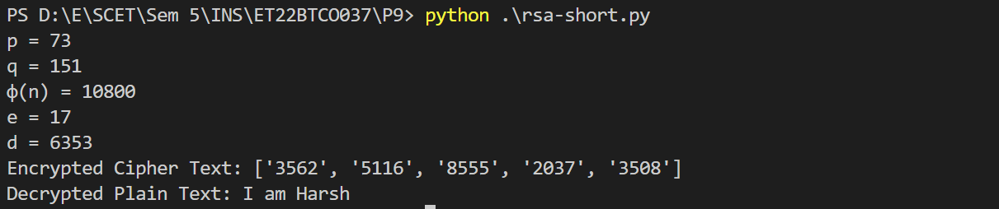 PS D:\E\SCET\Sem 5\INS\ET22BTCO037\P9> python .\rsa-short.py
p = 73
q = 151
ϕ(n) = 10800
e = 17
d = 6353
Encrypted Cipher Text: ['3562', '5116', '8555', '2037', '3508']
Decrypted Plain Text: I am Harsh